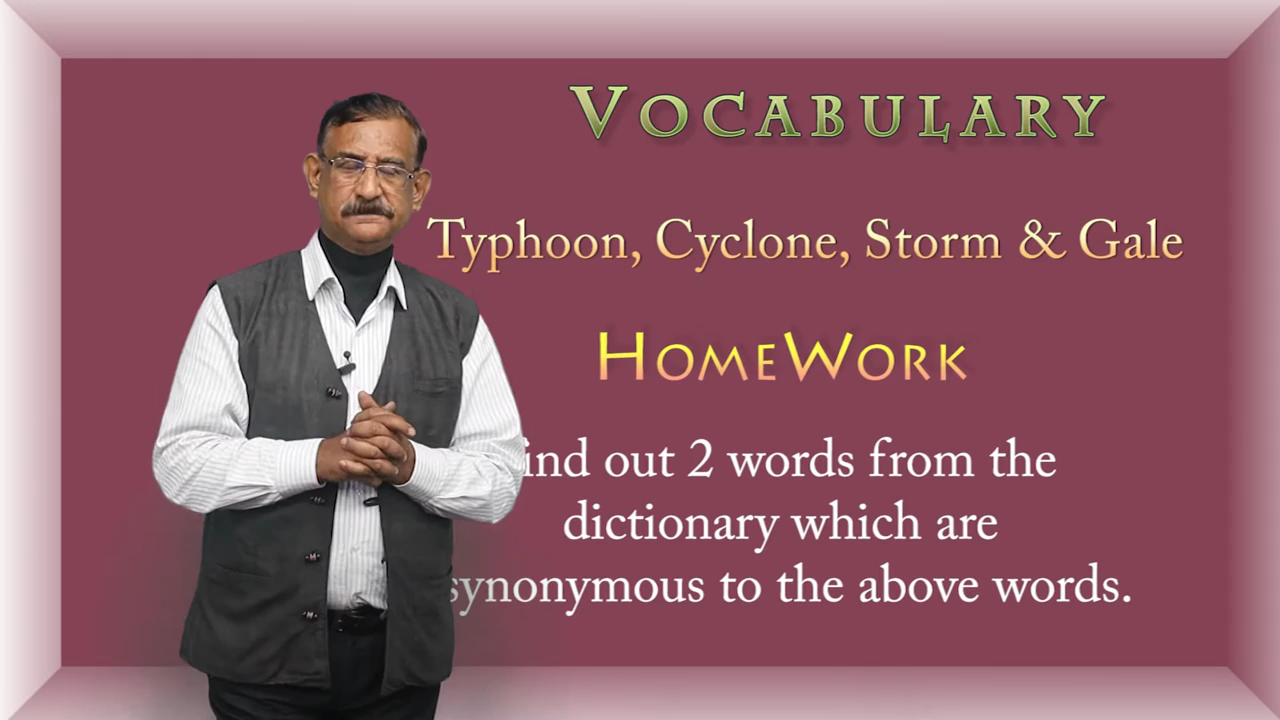 VOCABULARY
Typhoon, Cyclone, Storm & Gale
HOMEWORK
ind out 2 words from the
dictionary which are
synonymous to the above words.